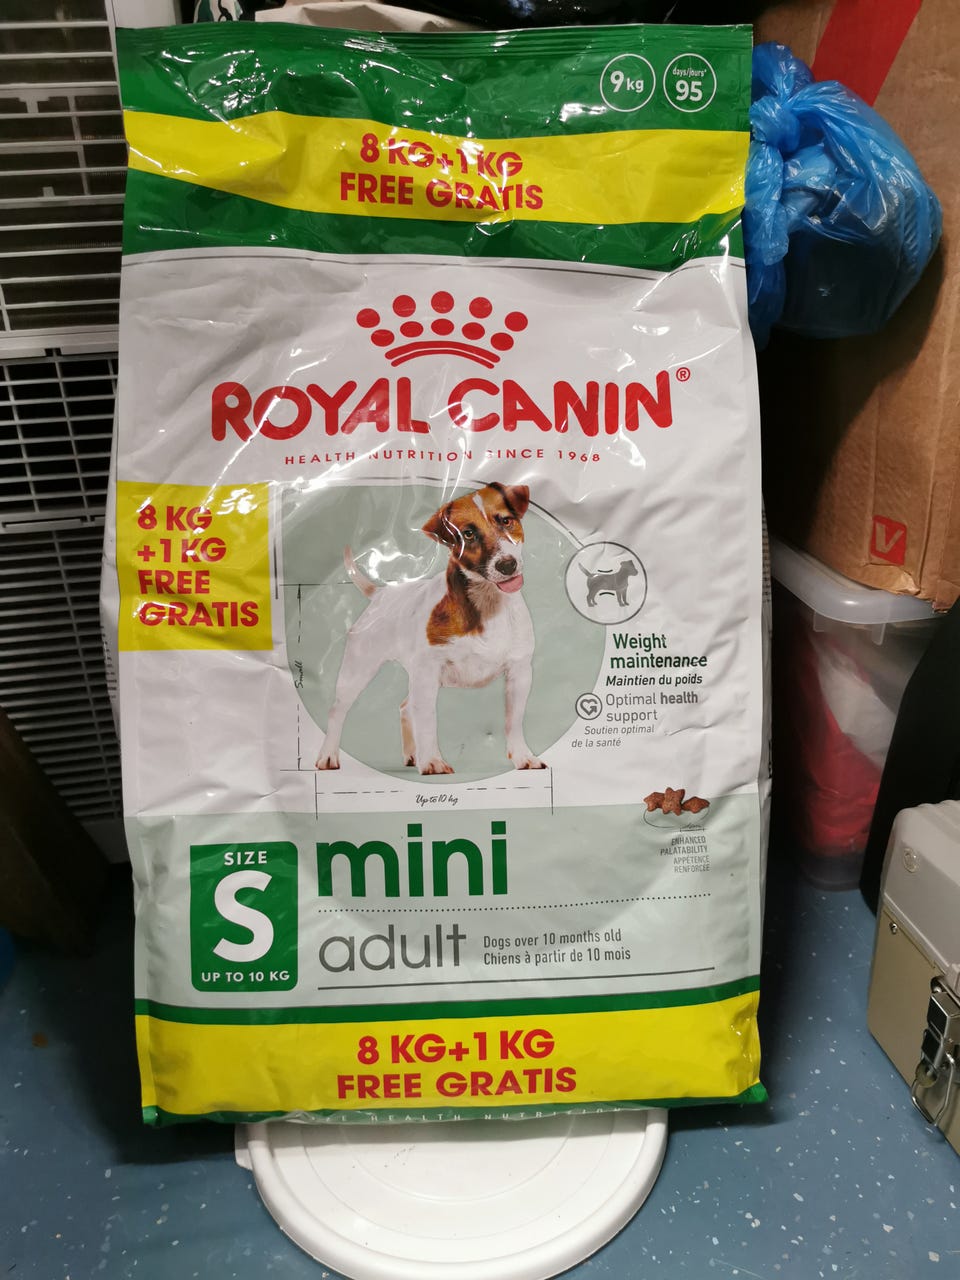 9kg
days/jours*
95
8 KG+1 KG
FREE GRATIS
ROYAL CANIN®
HEALTH NUTRITION SINCE 1968
8 KG
+1 KG
FREE
GRATIS
Small
Weight
maintenance
Maintien du poids
Optimal health
support
Soutien optimal
de la santé
Up to 10 kg
ENHANCED
PALATABILITY
APPÉTENCE
RENFORCÉE
SIZE
S
UP TO 10 KG
mini
adult
Dogs over 10 months old
Chiens à partir de 10 mois
8 KG+1 KG
FREE GRATIS
HEALTH NUTRITION